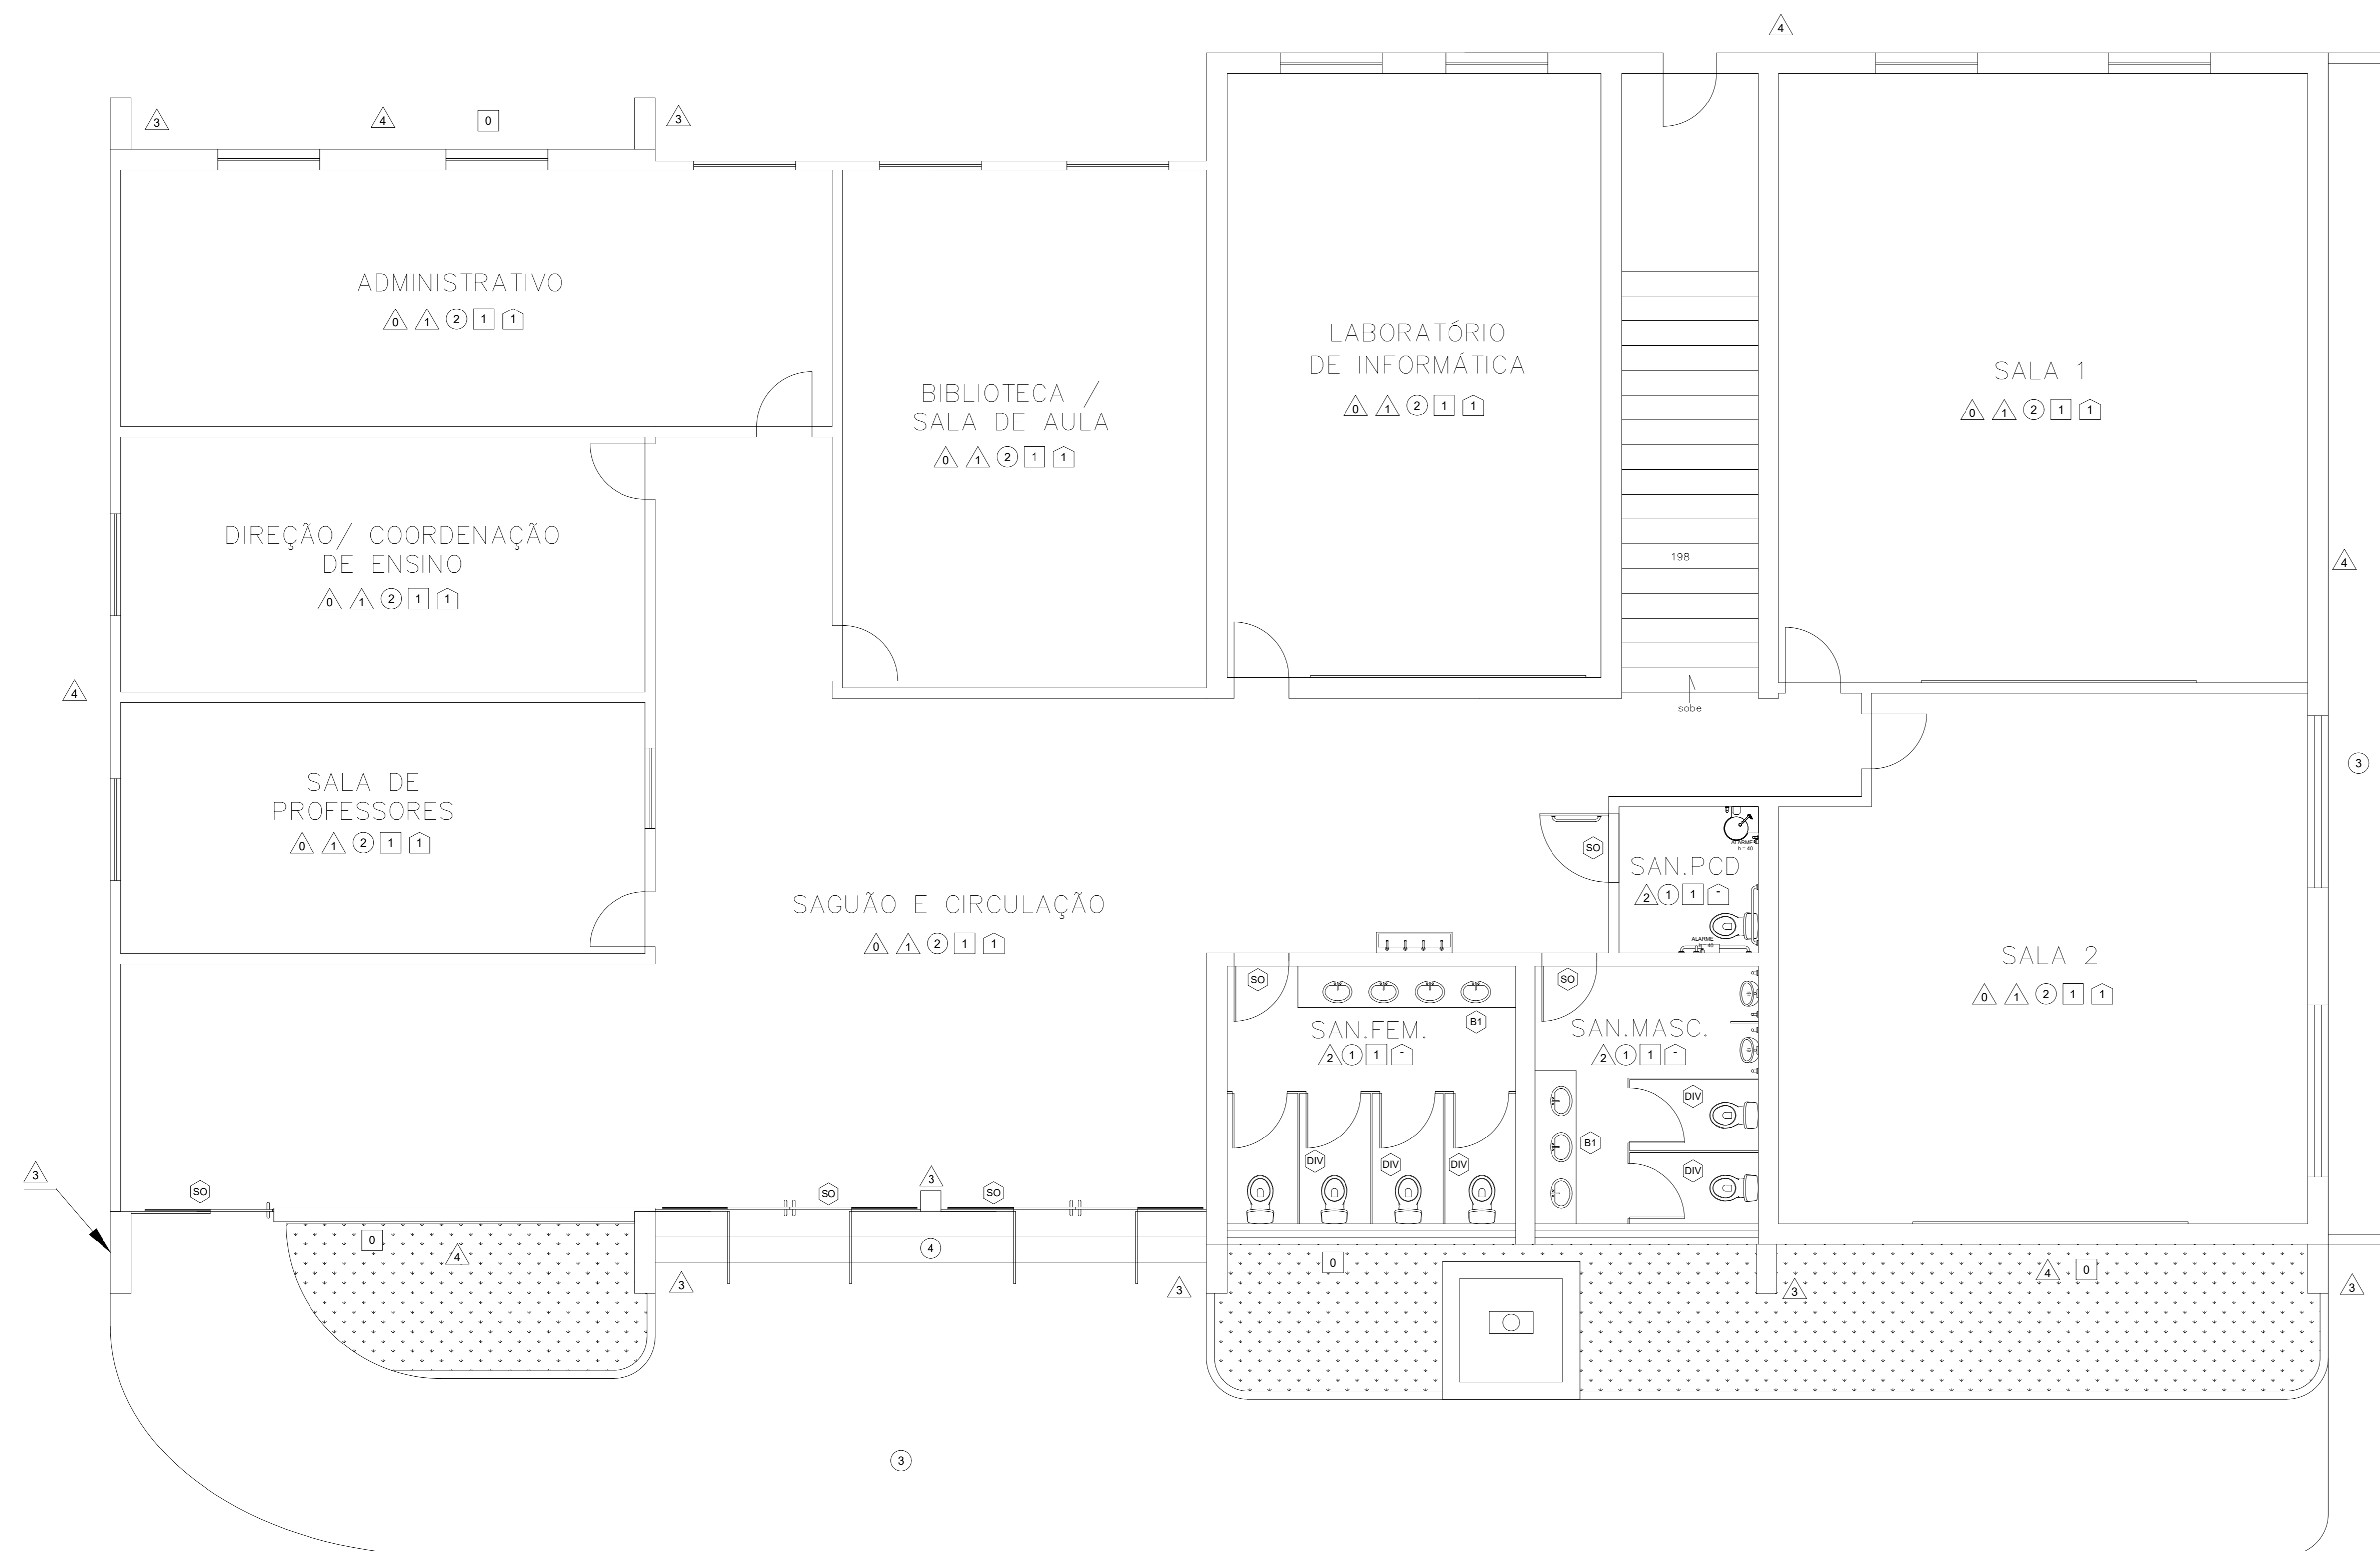 4
3
4
0
3
ADMINISTRATIVO
0 1 2 1 1
LABORATÓRIO
DE INFORMÁTICA
0 1 2 1 1
SALA 1
0 1 2 1 1
BIBLIOTECA /
SALA DE AULA
0 1 2 1 1
DIREÇÃO/ COORDENAÇÃO
DE ENSINO
0 1 2 1 1
198
4
4
sobe
3
SALA DE
PROFESSORES
0 1 2 1 1
SO
ALARME
h = 40
SAN.PCD
2 1 1 -
ALARME
h = 40
SAGUÃO E CIRCULAÇÃO
0 1 2 1 1
SALA 2
0 1 2 1 1
SO
SO
B1
SAN.FEM.
2 1 1 -
SAN.MASC.
2 1 1 -
DIV
B1
DIV
DIV
DIV
DIV
3
SO
SO
3
SO
0
4
4
0
4
0
3
3
3
3
3